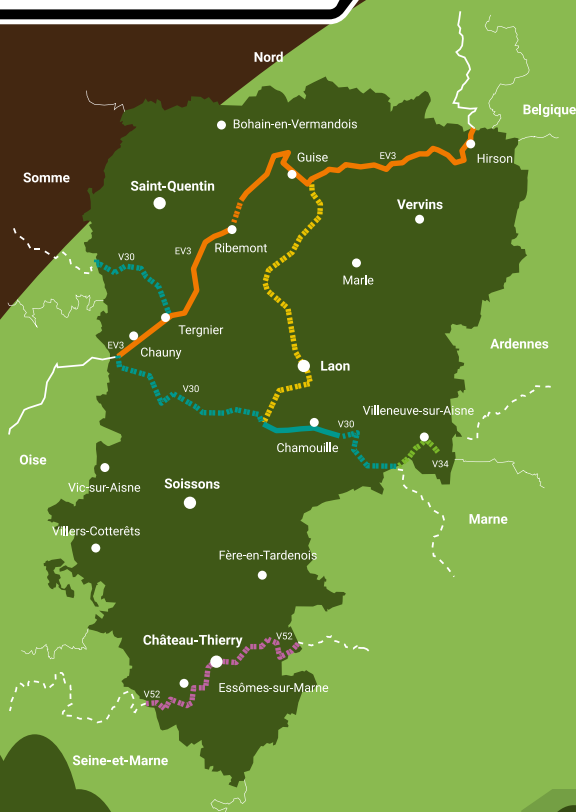 Nord
Belgique
Bohain-en-Vermandois
Guise
EV3
Hirson
Somme
Saint-Quentin
Vervins
Ribemont
EV3
V30
Marle
Tergnier
EV3
Chauny
Ardennes
Laon
V30
Villeneuve-sur-Aisne
V30
Chamouille
V34
Oise
Vic-sur-Aisne
Soissons
Marne
Villers-Cotterêts
Fère-en-Tardenois
Château-Thierry
V52
Essômes-sur-Marne
V52
Seine-et-Marne